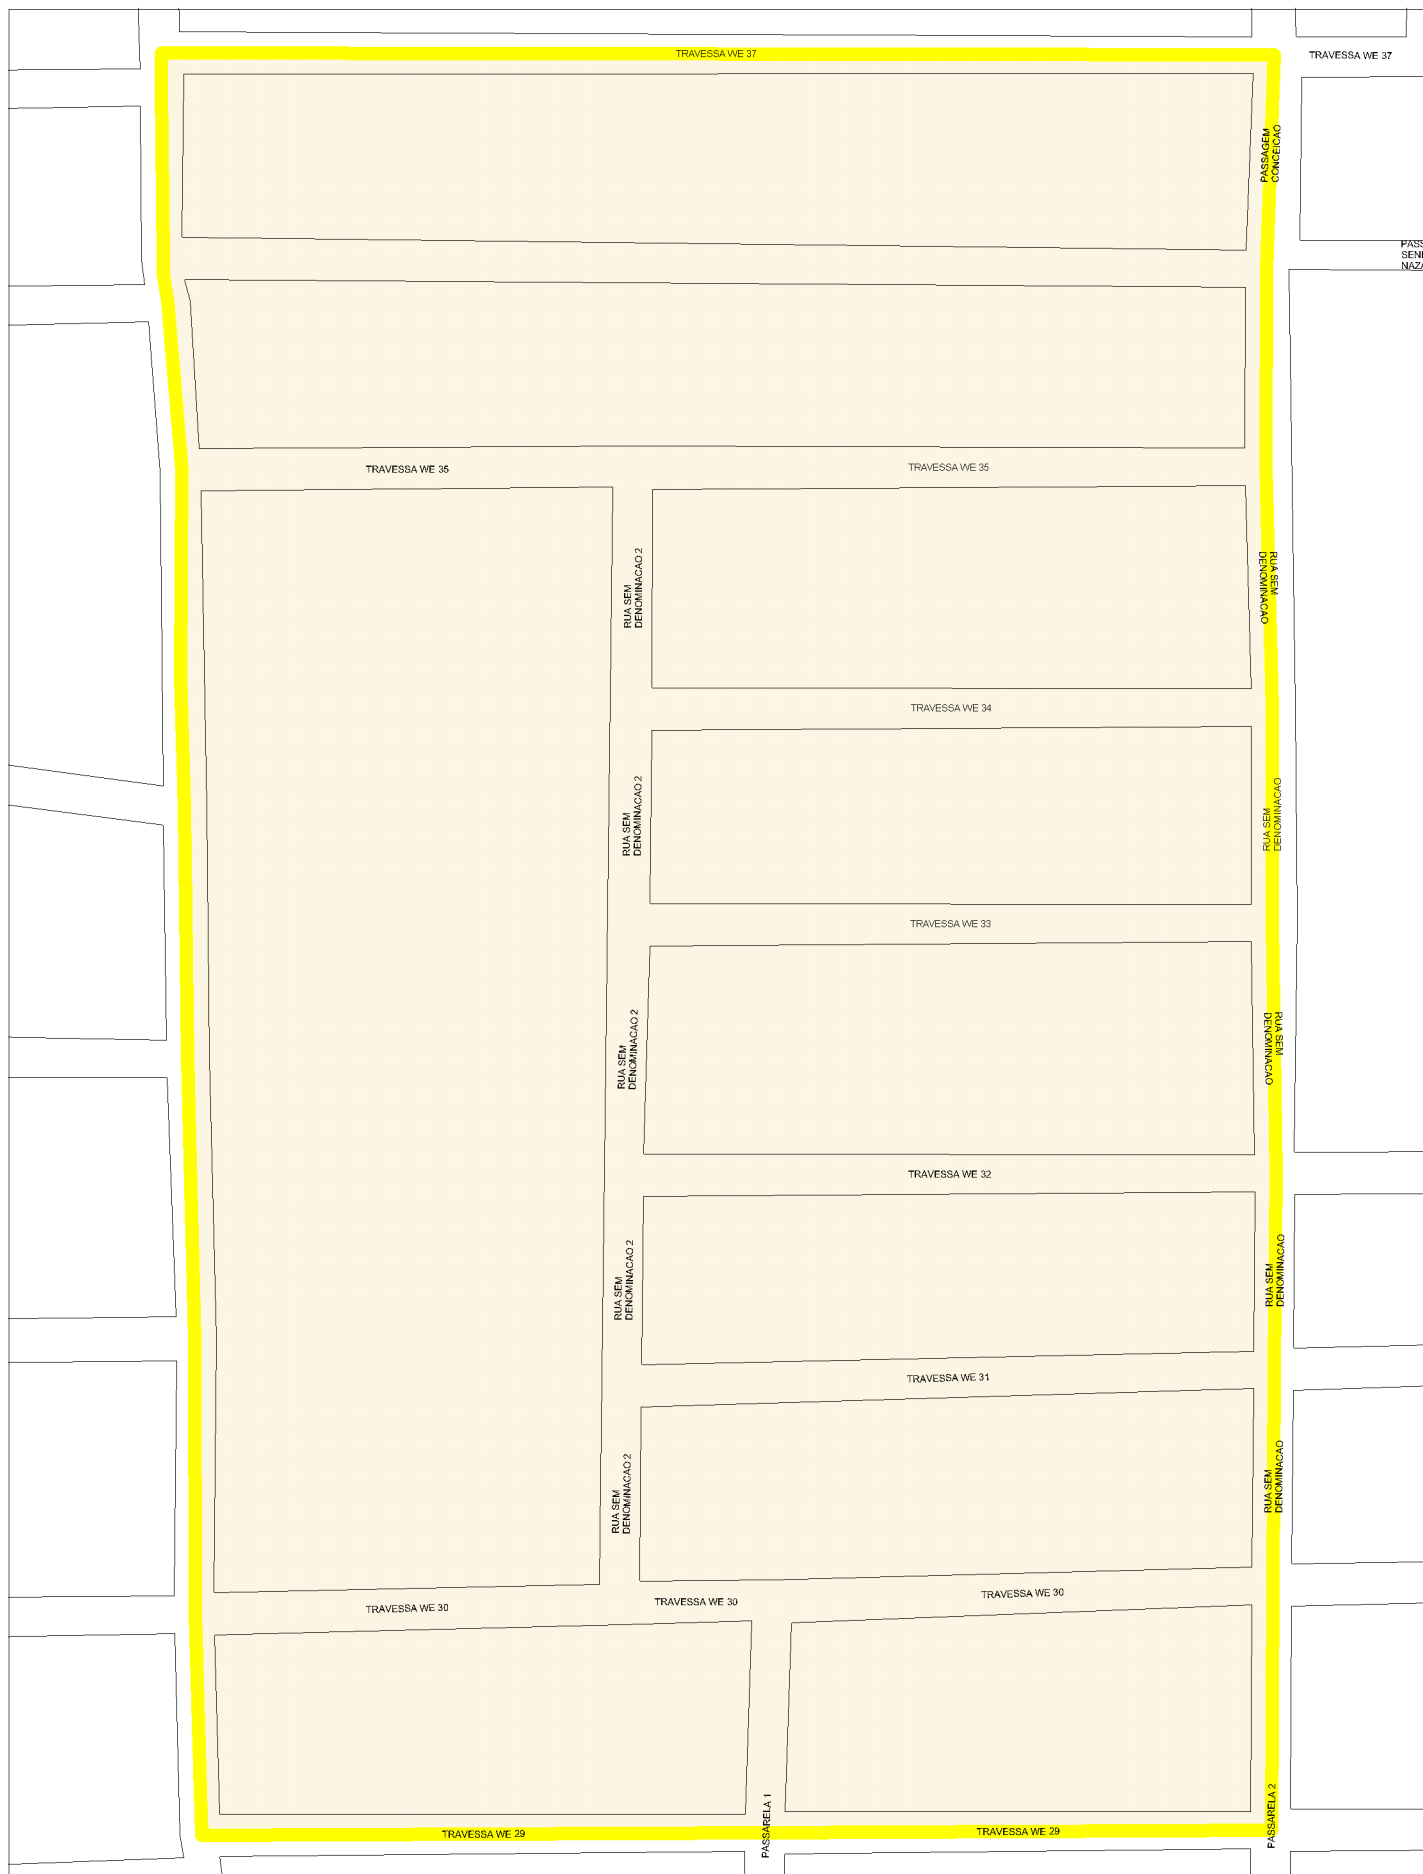 TRAVESSA WE 37
TRAVESSA WE 37
PASSAGEM
CONCEICAO
TRAVESSA WE 35
TRAVESSA WE 35
RUA SEM
DENOMINACAO 2
RUA SEM
DENOMINACAO
TRAVESSA WE 34
RUA SEM
DENOMINACAO 2
RUA SEM
DENOMINACAO
TRAVESSA WE 33
RUA SEM
DENOMINACAO 2
RUA SEM
DENOMINACAO
TRAVESSA WE 32
RUA SEM
DENOMINACAO 2
RUA SEM
DENOMINACAO
TRAVESSA WE 31
RUA SEM
DENOMINACAO 2
RUA SEM
DENOMINACAO
TRAVESSA WE 30
TRAVESSA WE 30
TRAVESSA WE 30
PASSARELA 1
PASSARELA 2
TRAVESSA WE 29
TRAVESSA WE 29